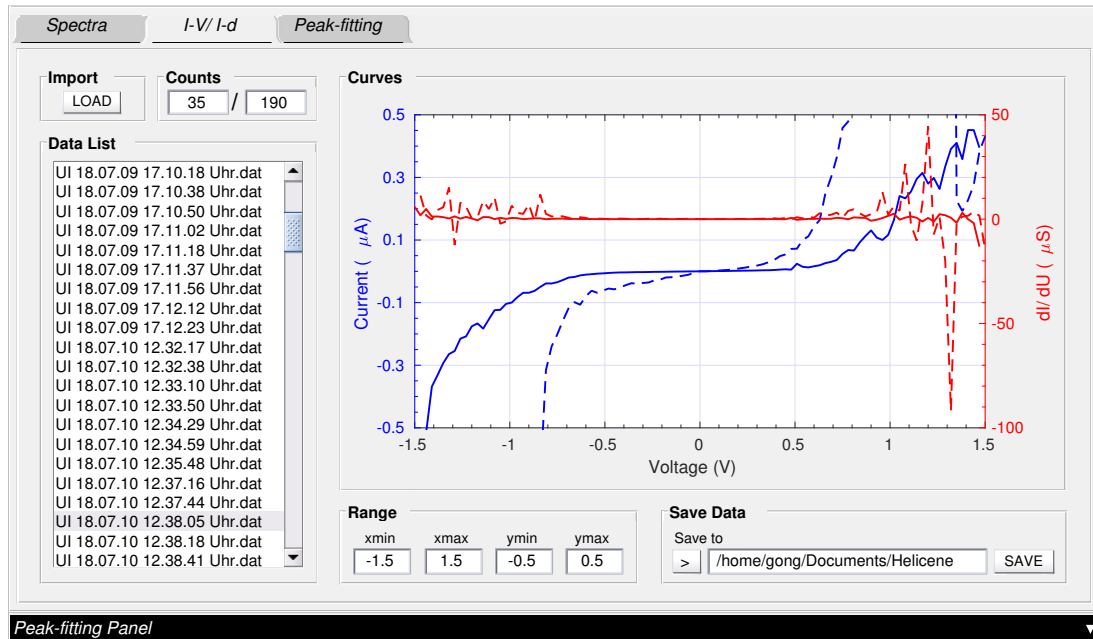 Spectra I-V/ I-d Peak-fitting
Import
LOAD
Counts
35 / 190
Data List
UI 18.07.09 17.10.18 Uhr.dat
UI 18.07.09 17.10.38 Uhr.dat
UI 18.07.09 17.10.50 Uhr.dat
UI 18.07.09 17.11.02 Uhr.dat
UI 18.07.09 17.11.18 Uhr.dat
UI 18.07.09 17.11.37 Uhr.dat
UI 18.07.09 17.11.56 Uhr.dat
UI 18.07.09 17.12.12 Uhr.dat
UI 18.07.09 17.12.23 Uhr.dat
UI 18.07.10 12.32.17 Uhr.dat
UI 18.07.10 12.32.38 Uhr.dat
UI 18.07.10 12.33.10 Uhr.dat
UI 18.07.10 12.33.50 Uhr.dat
UI 18.07.10 12.34.29 Uhr.dat
UI 18.07.10 12.34.59 Uhr.dat
UI 18.07.10 12.35.48 Uhr.dat
UI 18.07.10 12.37.16 Uhr.dat
UI 18.07.10 12.37.44 Uhr.dat
UI 18.07.10 12.38.05 Uhr.dat
UI 18.07.10 12.38.18 Uhr.dat
UI 18.07.10 12.38.41 Uhr.dat
Curves
Current ( μA)
0.5
0.3
0.1
-0.1
-0.3
-0.5
-1.5 -1 -0.5 0 0.5 1 1.5
Voltage (V)
50
0
-50
-100
dI/ dU ( μS)
Range
xmin xmax ymin ymax
-1.5 1.5 -0.5 0.5
Save Data
Save to
> /home/gong/Documents/Helicene SAVE
Peak-fitting Panel